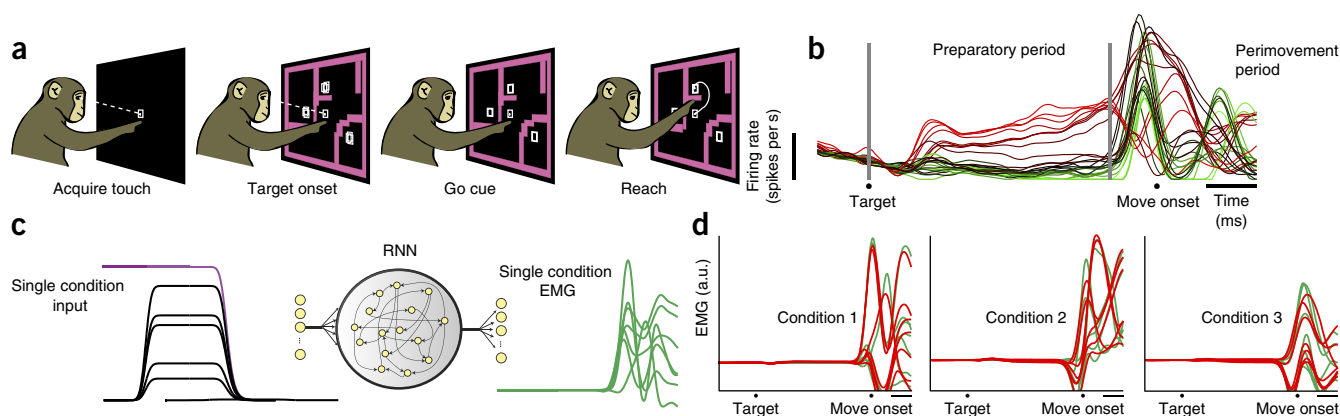 a
Acquire touch
Target onset
Go cue
Reach
b
Preparatory period
Perimovement
period
Firing rate
(spikes per s)
Target
Move onset
Time
(ms)
c
Single condition
input
RNN
Single condition
EMG
d
EMG (a.u.)
Condition 1
Condition 2
Condition 3
Target
Move onset
Target
Move onset
Target
Move onset